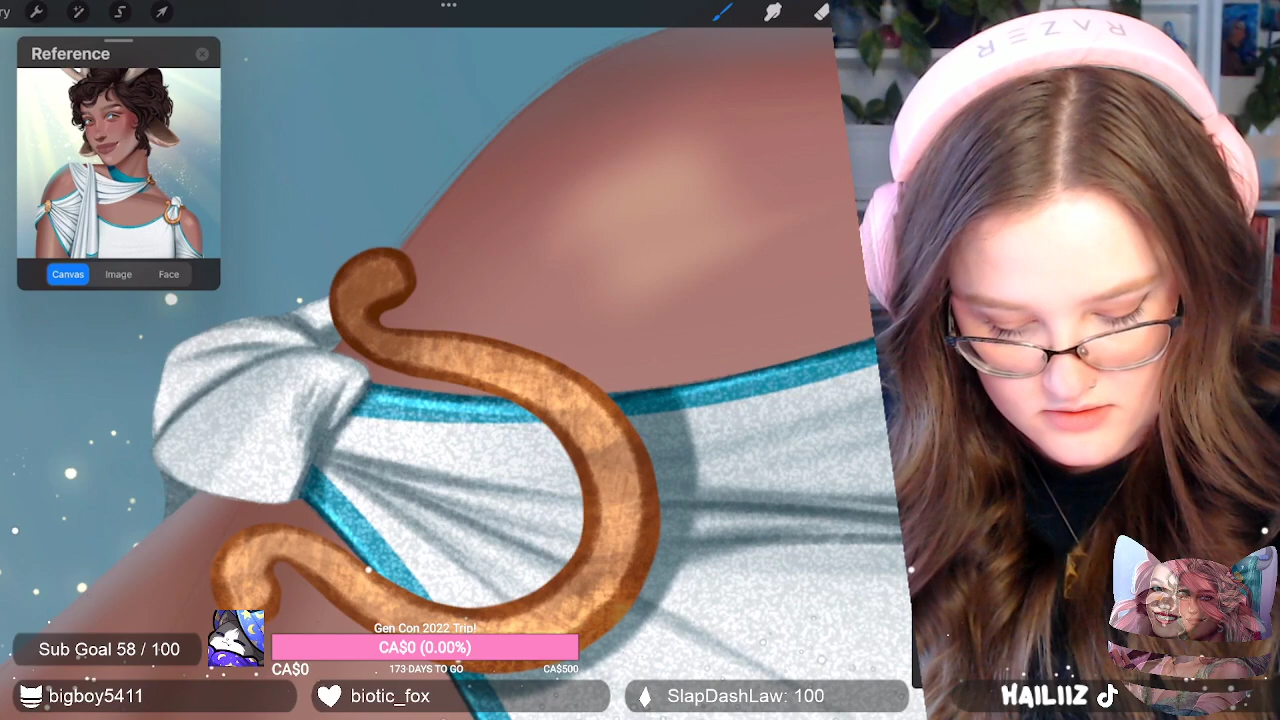 ry
Reference
RAZER
Canvas Image Face
Gen Con 2022 Trip!
Sub Goal 58 / 100
CA$0 (0.00%)
CA$0 173 DAYS TO GO CA$500
bigboy5411
biotic_fox
SlapDashLaw: 100
HAILIIZ